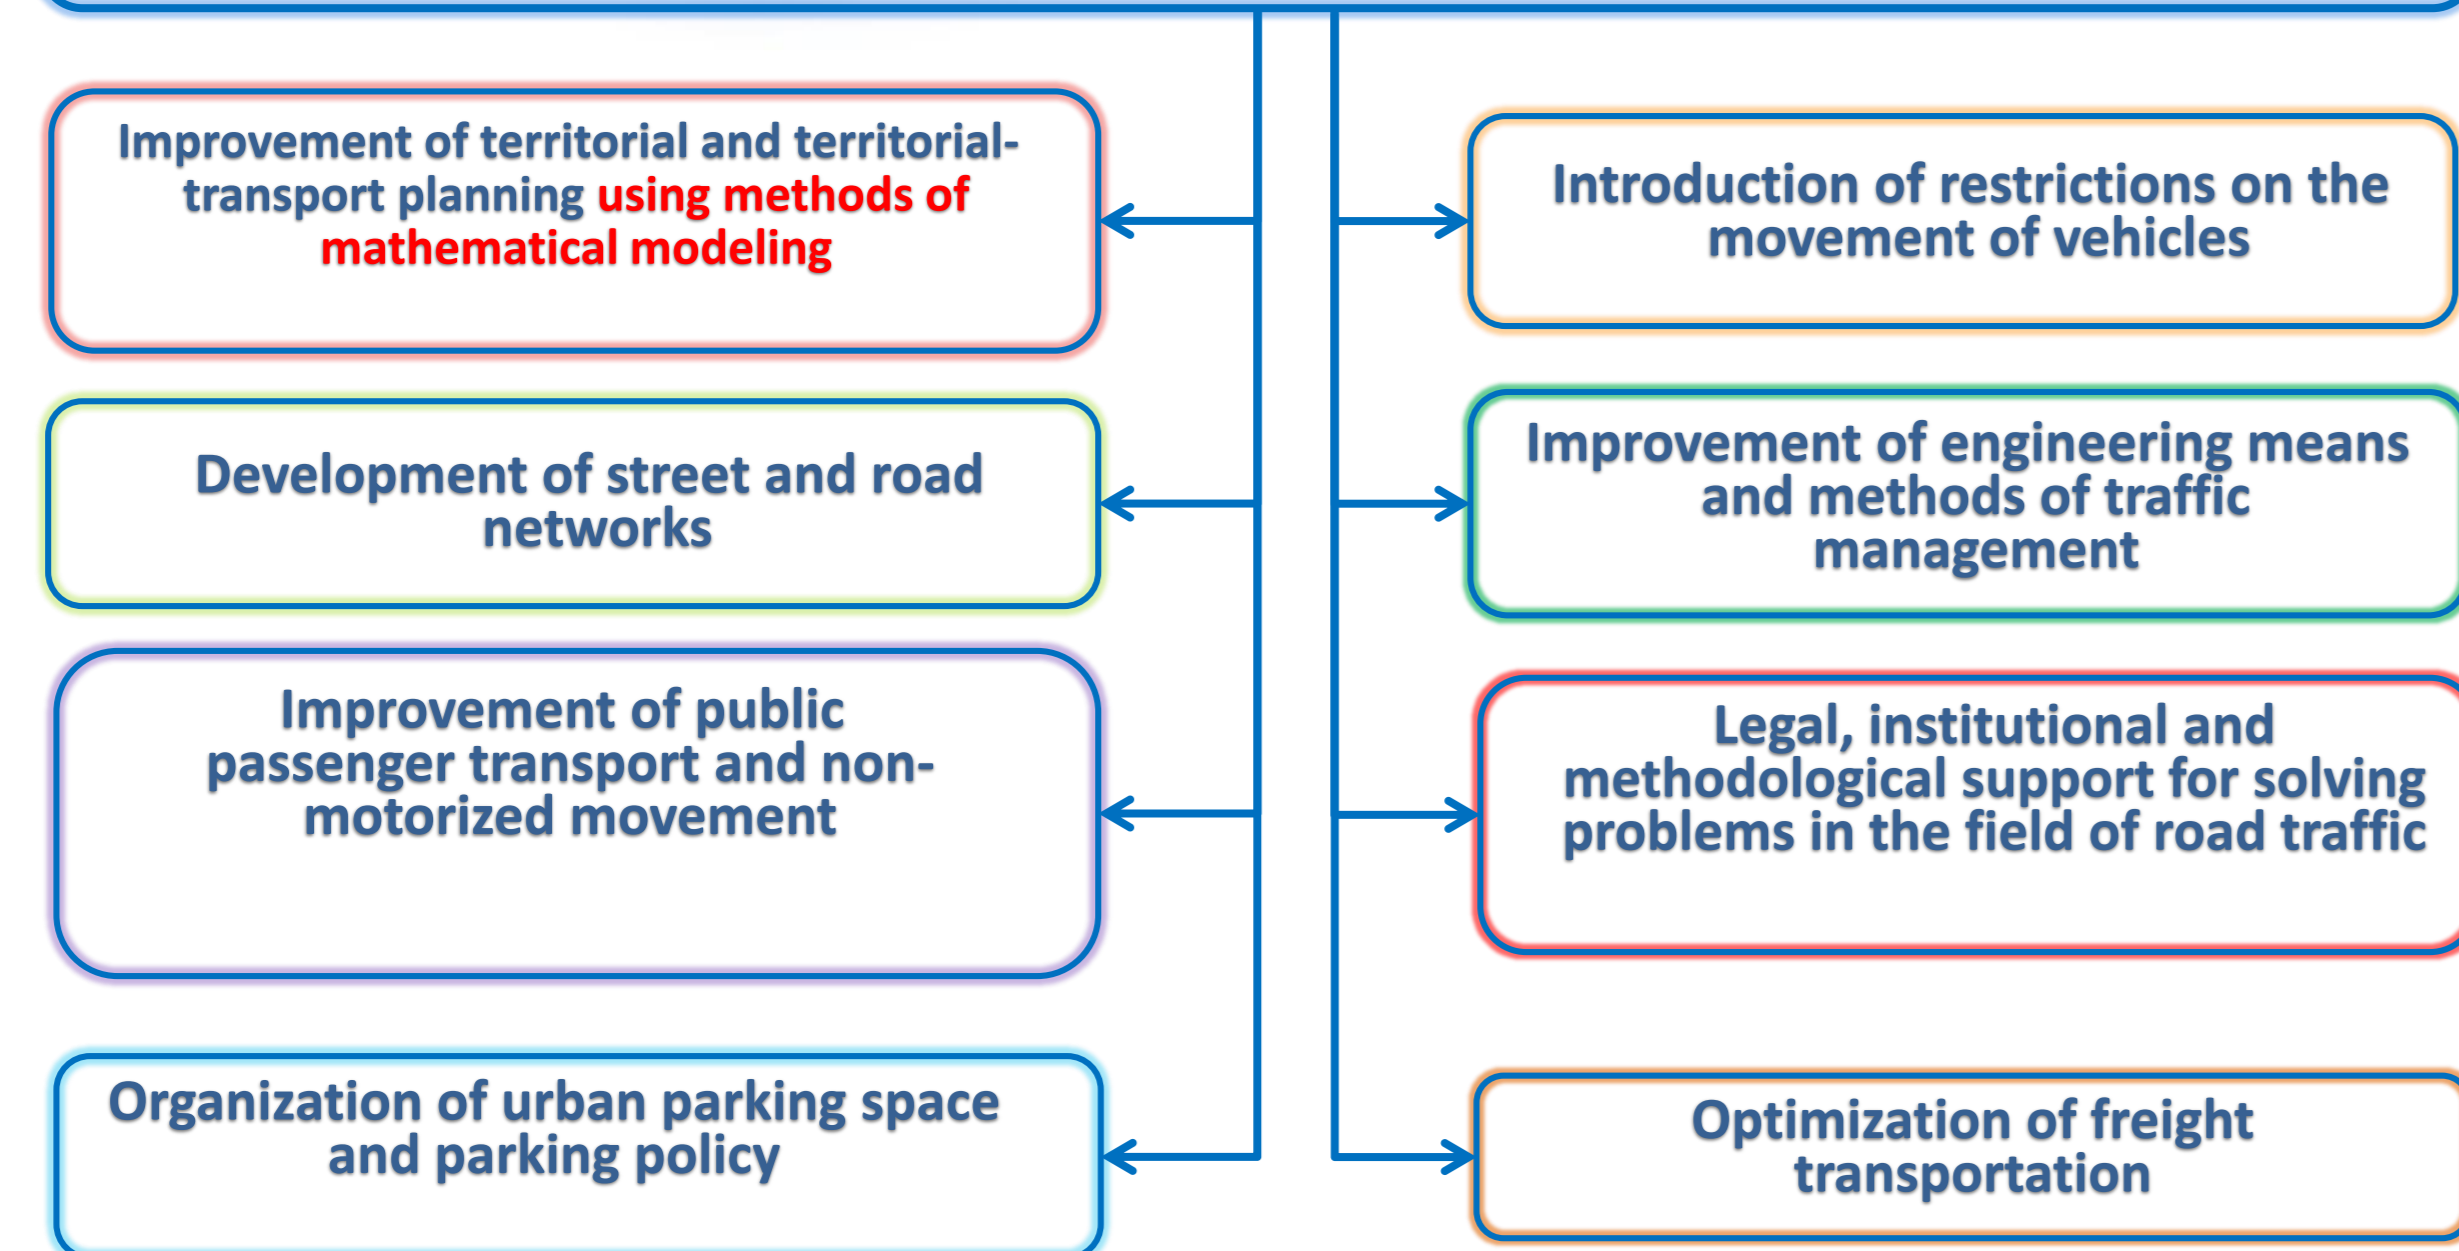 Improvement of territorial and territorial-
transport planning using methods of
mathematical modeling
Development of street and road
networks
Improvement of public
passenger transport and non-
motorized movement
Organization of urban parking space
and parking policy
Introduction of restrictions on the
movement of vehicles
Improvement of engineering means
and methods of traffic
management
Legal, institutional and
methodological support for solving
problems in the field of road traffic
Optimization of freight
transportation